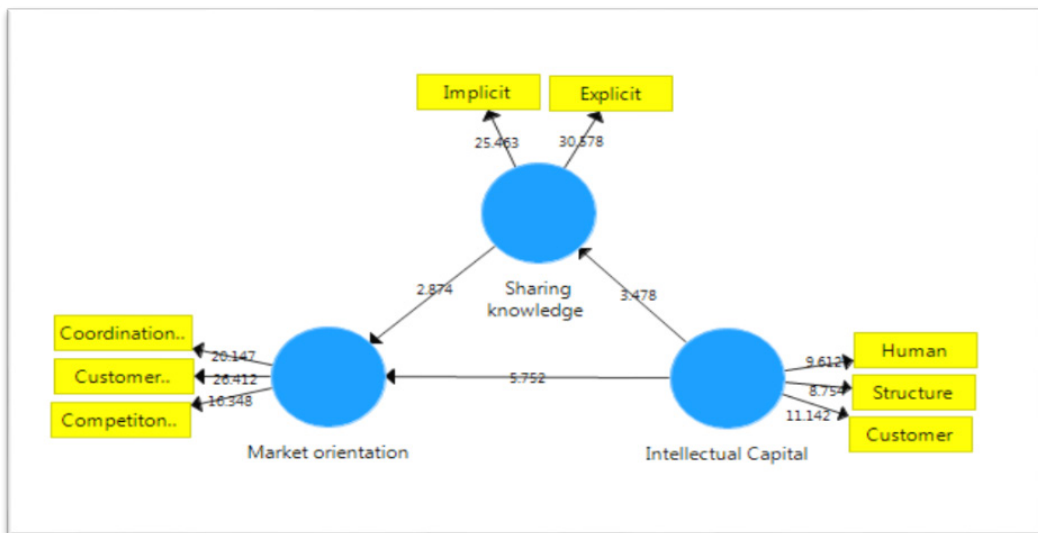 Implicit
Explicit
25.463
30.578
2.874
Sharing
knowledge
3.478
Coordination..
20.147
Customer..
26.412
Competiton..
16.348
5.752
Human
9.612
Structure
8.754
Customer
11.142
Market orientation
Intellectual Capital